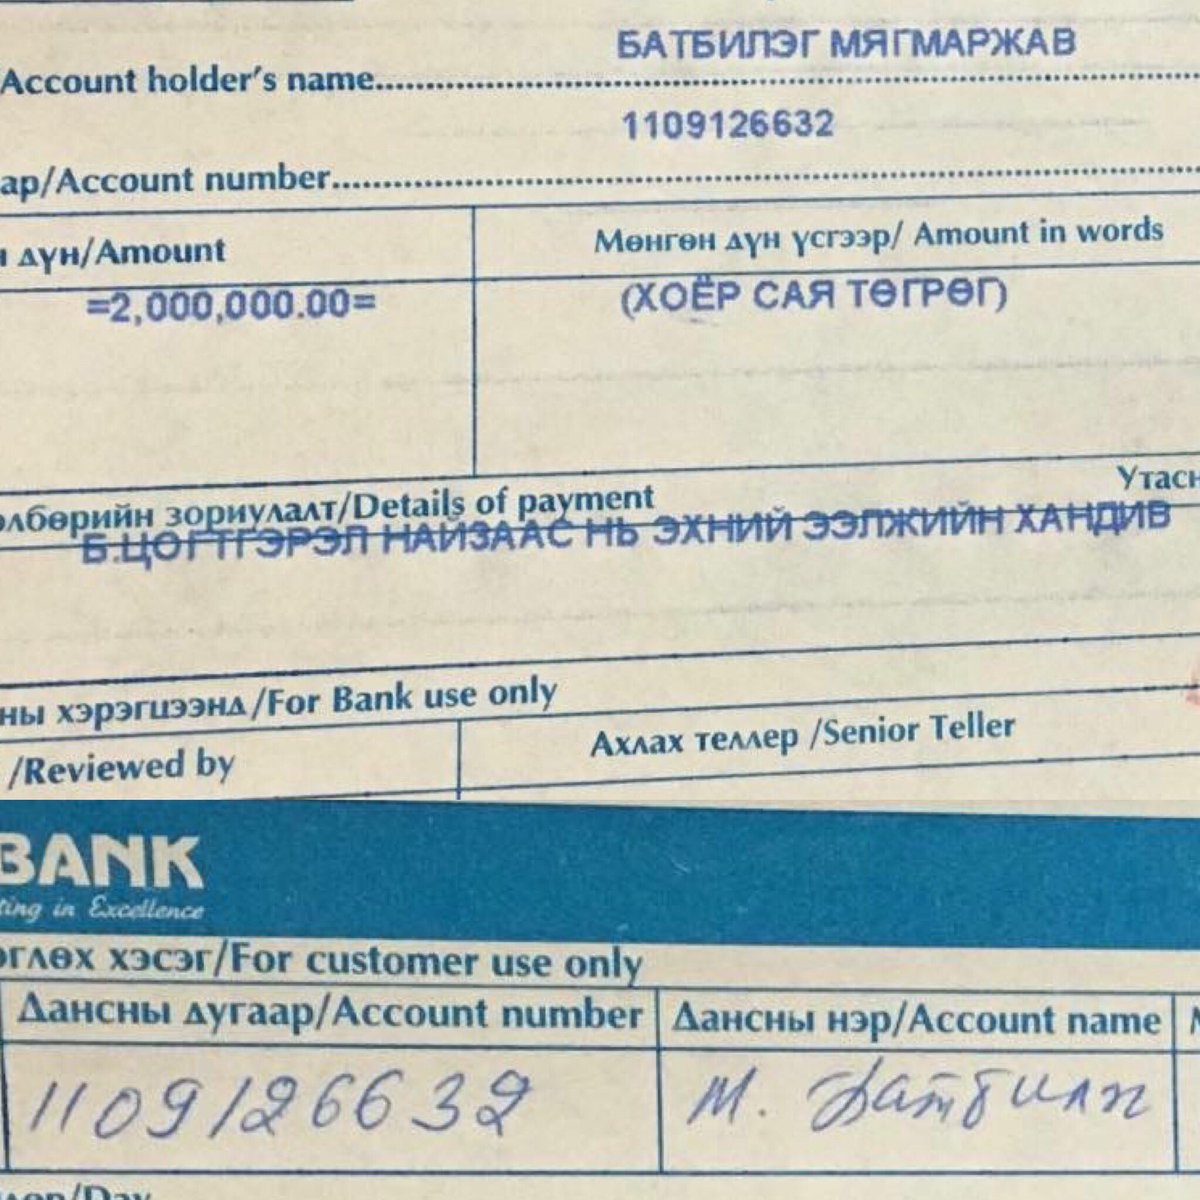 БАТБИЛЭГ МЯГМАРЖАВ
Account holder's name
1109126632
ар/Account number
н дүн/Amount
Мөнгөн дүн үсгээр/ Amount in words
=2,000,000.00=
(ХОЁР САЯ ТӨГРӨГ)
Утасн
өлбөрийн зориулалт/Details of payment
Б.ЦОГТГЭРЭЛ НАЙЗААС НЬ ЭХНИЙ ЭЭЛЖИЙН ХАНДИВ
ны хэрэгцээнд/For Bank use only
/Reviewed by
Ахлах теллер /Senior Teller
BANK
ting in Excellence
өглөх хэсэг/For customer use only
Дансны дугаар/Account number
Дансны нэр/Account name
1109126632
М. Батбилэг
/Day